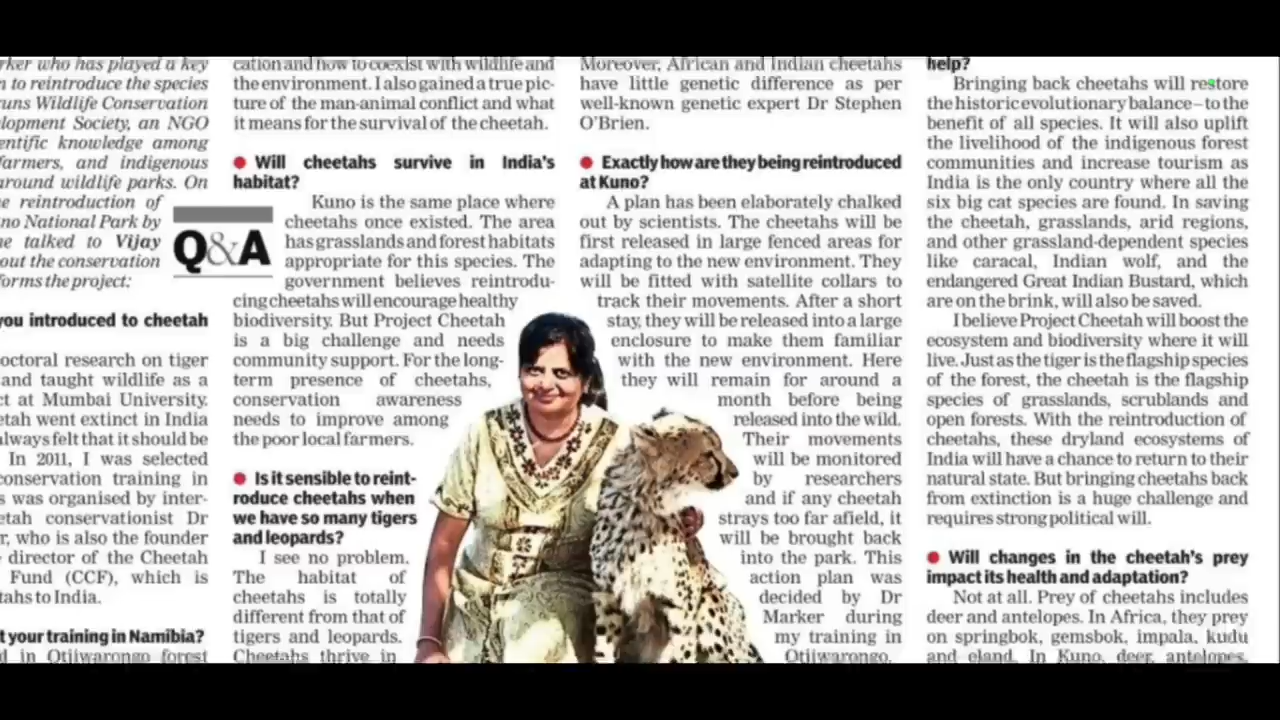 rker who has played a key
n to reintroduce the species
runs Wildlife Conservation
lopment Society, an NGO
entific knowledge among
farmers, and indigenous
around wildlife parks. On
e reintroduction of
no National Park by
he talked to Vijay
out the conservation
forms the project:
Q&A
you introduced to cheetah
octoral research on tiger
and taught wildlife as a
ct at Mumbai University.
etah went extinct in India
always felt that it should be
In 2011, I was selected
conservation training in
s was organised by inter-
etah conservationist Dr
r, who is also the founder
director of the Cheetah
Fund (CCF), which is
tahs to India.
t your training in Namibia?
d in Otjiwarongo forest
cation and how to coexist with wildlife and
the environment. I also gained a true pic-
ture of the man-animal conflict and what
it means for the survival of the cheetah.
● Will cheetahs survive in India's
habitat?
Kuno is the same place where
cheetahs once existed. The area
has grasslands and forest habitats
appropriate for this species. The
government believes reintrodu-
cing cheetahs will encourage healthy
biodiversity. But Project Cheetah
is a big challenge and needs
community support. For the long-
term presence of cheetahs,
conservation awareness
needs to improve among
the poor local farmers.
● Is it sensible to reint-
roduce cheetahs when
we have so many tigers
and leopards?
I see no problem.
The habitat of
cheetahs is totally
different from that of
tigers and leopards.
Cheetahs thrive in
Moreover, African and Indian cheetahs
have little genetic difference as per
well-known genetic expert Dr Stephen
O'Brien.
● Exactly how are they being reintroduced
at Kuno?
A plan has been elaborately chalked
out by scientists. The cheetahs will be
first released in large fenced areas for
adapting to the new environment. They
will be fitted with satellite collars to
track their movements. After a short
stay, they will be released into a large
enclosure to make them familiar
with the new environment. Here
they will remain for around a
month before being
released into the wild.
Their movements
will be monitored
by researchers
and if any cheetah
strays too far afield, it
will be brought back
into the park. This
action plan was
decided by Dr
Marker during
my training in
Otjiwarongo,
help?
Bringing back cheetahs will restore
the historic evolutionary balance–to the
benefit of all species. It will also uplift
the livelihood of the indigenous forest
communities and increase tourism as
India is the only country where all the
six big cat species are found. In saving
the cheetah, grasslands, arid regions,
and other grassland-dependent species
like caracal, Indian wolf, and the
endangered Great Indian Bustard, which
are on the brink, will also be saved.
I believe Project Cheetah will boost the
ecosystem and biodiversity where it will
live. Just as the tiger is the flagship species
of the forest, the cheetah is the flagship
species of grasslands, scrublands and
open forests. With the reintroduction of
cheetahs, these dryland ecosystems of
India will have a chance to return to their
natural state. But bringing cheetahs back
from extinction is a huge challenge and
requires strong political will.
● Will changes in the cheetah's prey
impact its health and adaptation?
Not at all. Prey of cheetahs includes
deer and antelopes. In Africa, they prey
on springbok, gemsbok, impala, kudu
and eland. In Kuno, deer, antelopes,